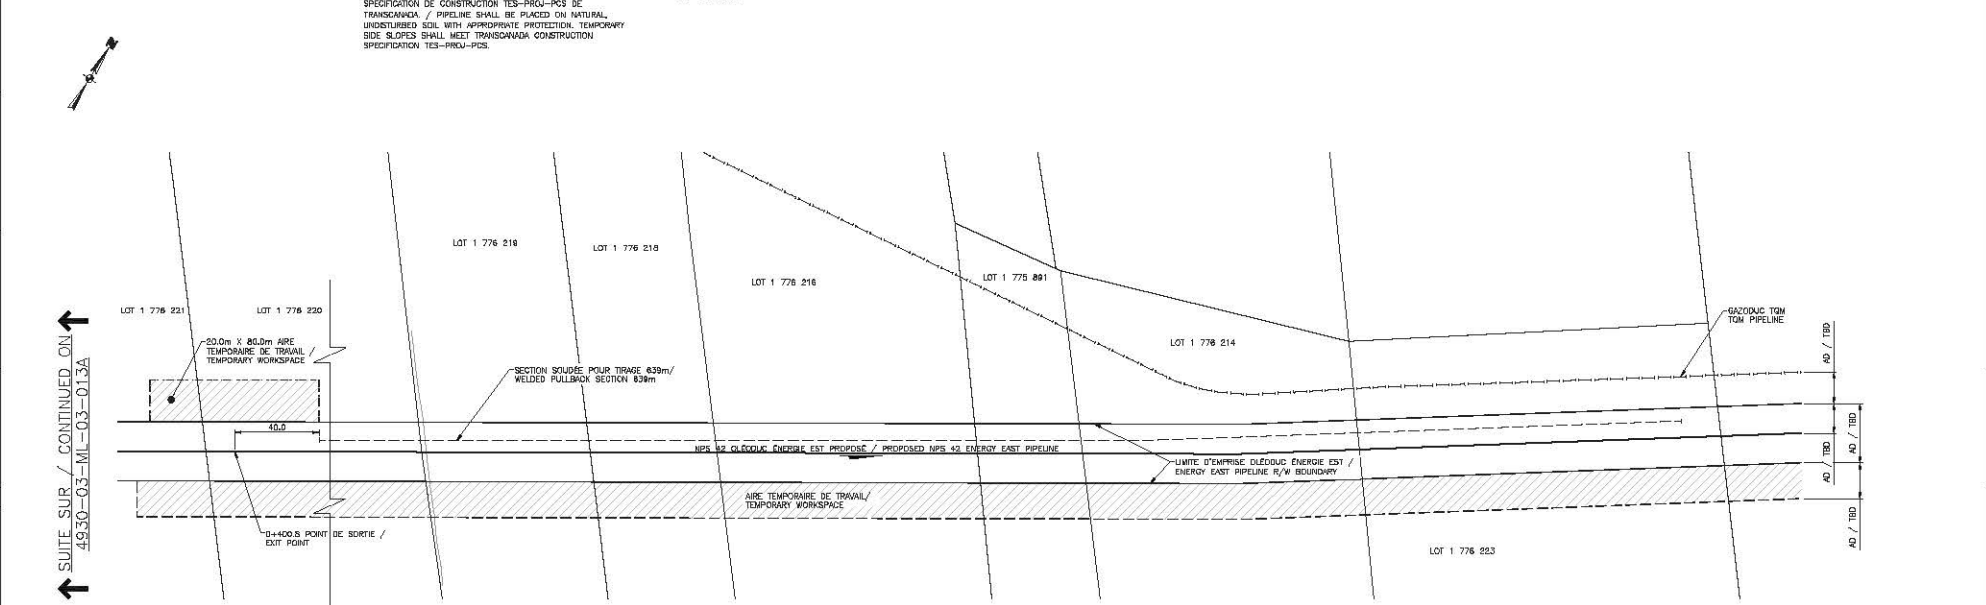 SPECIFICATION DE CONSTRUCTION TES-PROJ-PCS DE
TRANSCANADA. / PIPELINE SHALL BE PLACED ON NATURAL,
UNDISTURBED SOIL WITH APPROPRIATE PROTECTION. TEMPORARY
SIDE SLOPES SHALL MEET TRANSCANADA CONSTRUCTION
SPECIFICATION TES-PROJ-PCS.
N
LOT 1 776 219
LOT 1 776 218
LOT 1 776 216
LOT 1 775 891
LOT 1 776 221
LOT 1 776 220
LOT 1 776 214
GAZODUC TQM
TQM PIPELINE
20.0m X 80.0m AIRE
TEMPORAIRE DE TRAVAIL /
TEMPORARY WORKSPACE
SECTION SOUDÉE POUR TIRAGE 639m/
WELDED PULLBACK SECTION 639m
40.0
NPS 42 OLÉODUC ÉNERGIE EST PROPOSÉ / PROPOSED NPS 42 ENERGY EAST PIPELINE
LIMITE D'EMPRISE OLÉODUC ÉNERGIE EST /
ENERGY EAST PIPELINE R/W BOUNDARY
AIRE TEMPORAIRE DE TRAVAIL/
TEMPORARY WORKSPACE
0+400.8 POINT DE SORTIE /
EXIT POINT
LOT 1 776 223
AD / TBD
AD / TBD
AD / TBD
AD / TBD
SUITE SUR / CONTINUED ON
4930-03-ML-03-013A